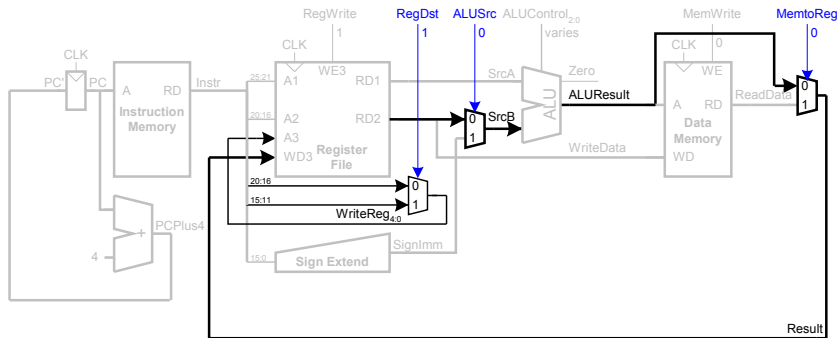 RegWrite
1
RegDst
1
ALUSrc
0
ALUControl2:0
varies
MemWrite
0
MemtoReg
0
CLK
PC'
PC
A
RD
Instruction
Memory
Instr
25:21
20:16
CLK
WE3
A1
RD1
A2
RD2
A3
WD3
Register
File
0
1
SrcA
SrcB
ALU
Zero
ALUResult
WriteData
CLK
WE
A
RD
Data
Memory
WD
ReadData
0
1
20:16
15:11
0
1
WriteReg4:0
PCPlus4
+
4
15:0
Sign Extend
SignImm
Result